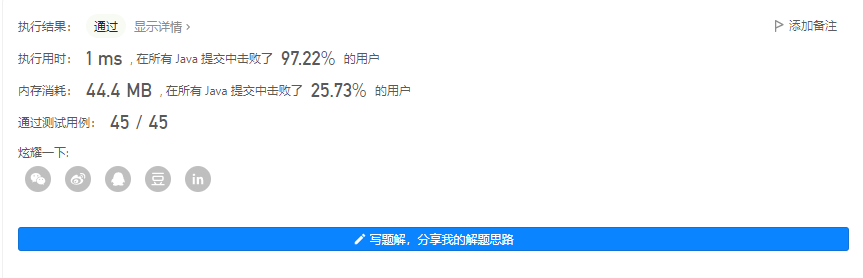 执行结果： 通过 显示详情 › 添加备注
执行用时： 1 ms , 在所有 Java 提交中击败了 97.22% 的用户
内存消耗： 44.4 MB , 在所有 Java 提交中击败了 25.73% 的用户
通过测试用例： 45 / 45
炫耀一下:
豆 in
写题解，分享我的解题思路